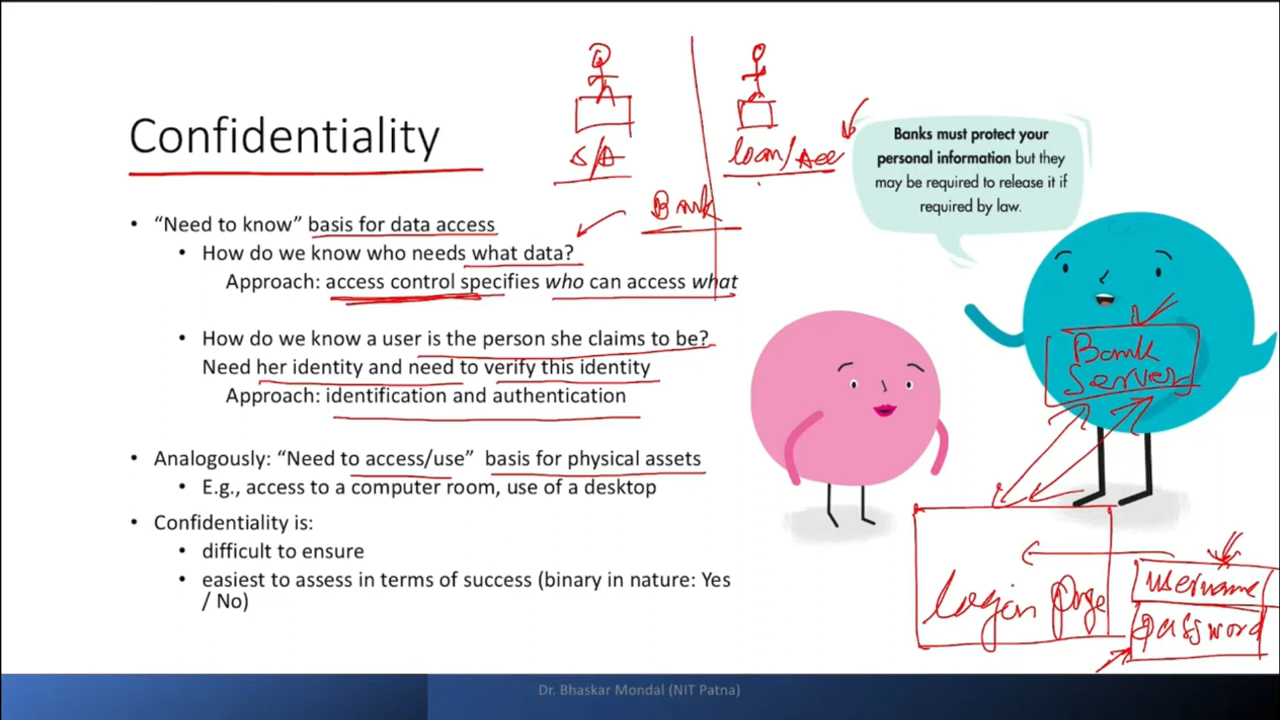 Confidentiality
S/A
loan/Acc
Bank
Banks must protect your
personal information but they
may be required to release it if
required by law.
• “Need to know” basis for data access
• How do we know who needs what data?
Approach: access control specifies who can access what
• How do we know a user is the person she claims to be?
Need her identity and need to verify this identity
Approach: identification and authentication
• Analogously: “Need to access/use” basis for physical assets
• E.g., access to a computer room, use of a desktop
• Confidentiality is:
• difficult to ensure
• easiest to assess in terms of success (binary in nature: Yes
/ No)
Bank
Server
Login page
username
password
Dr. Bhaskar Mondal (NIT Patna)